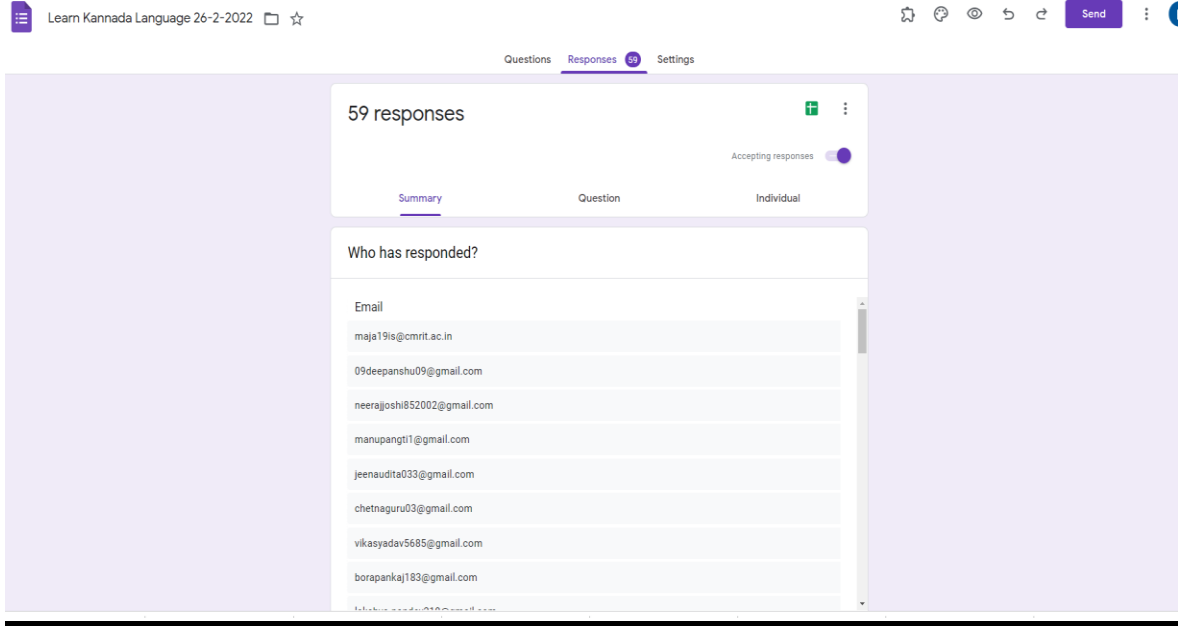 Learn Kannada Language 26-2-2022
Send
Questions Responses 59 Settings
59 responses
Accepting responses
Summary Question Individual
Who has responded?
Email
maja19is@cmrit.ac.in
09deepanshu09@gmail.com
neerajjoshi852002@gmail.com
manupangti1@gmail.com
jeenaudita033@gmail.com
chetnaguru03@gmail.com
vikasyadav5685@gmail.com
borapankaj183@gmail.com